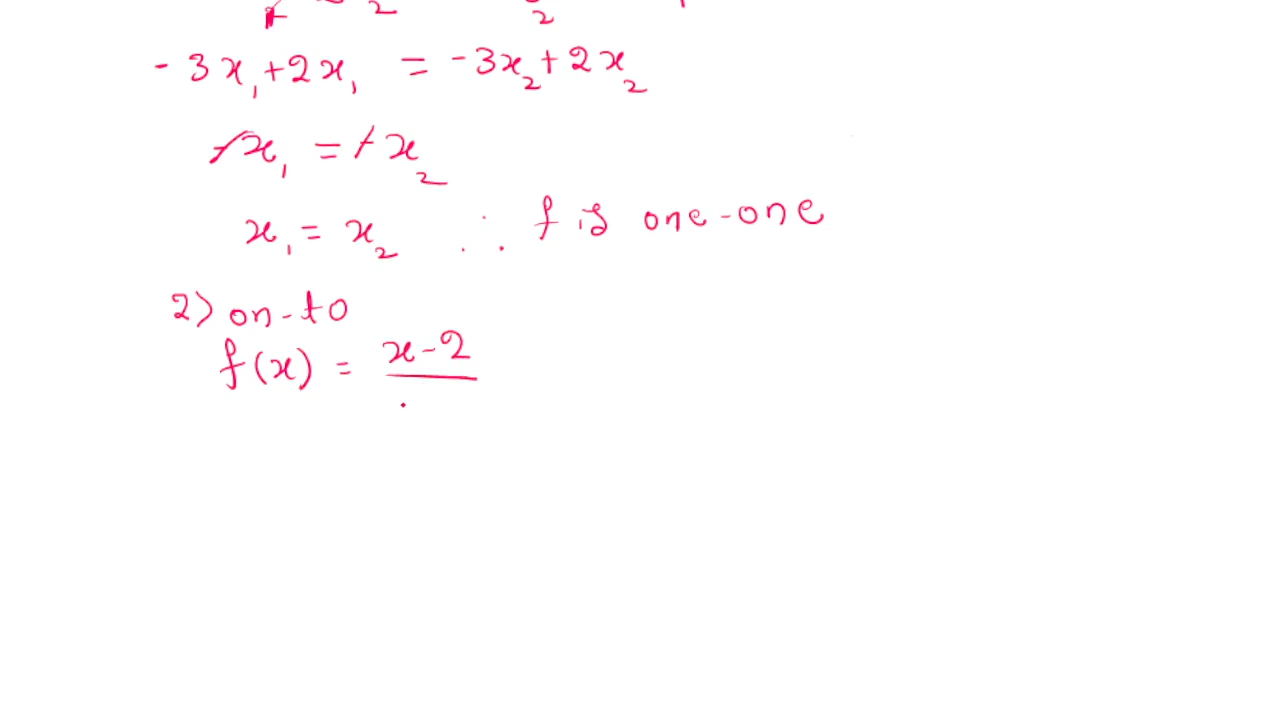 -3x₁+2x₁ = -3x₂+2x₂
-x₁ = -x₂
x₁ = x₂ ∴ f is one-one
2) on-to
f(x) = x-2